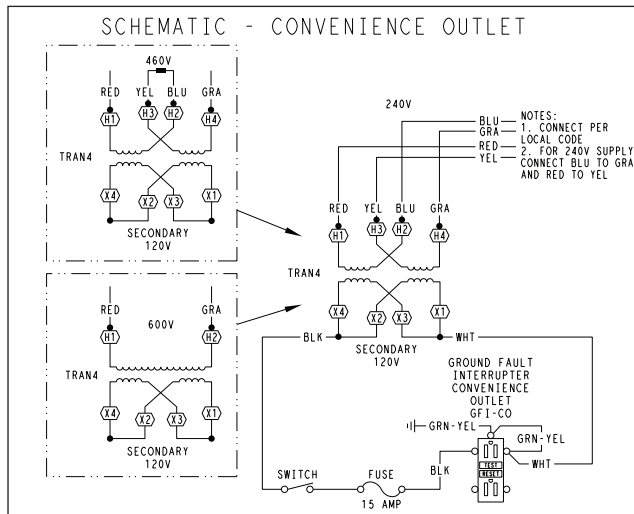 SCHEMATIC - CONVENIENCE OUTLET
460V
RED YEL BLU GRA
H1 H3 H2 H4
TRAN4
X4 X2 X3 X1
SECONDARY
120V
600V
RED GRA
H1 H2
TRAN4
X4 X2 X3 X1
SECONDARY
120V
240V
BLU
GRA
RED
YEL
NOTES:
1. CONNECT PER
LOCAL CODE
2. FOR 240V SUPPLY
CONNECT BLU TO GRA
AND RED TO YEL
RED YEL BLU GRA
H1 H3 H2 H4
TRAN4
X4 X2 X3 X1
BLK WHT
SECONDARY
120V
GROUND FAULT
INTERRUPTER
CONVENIENCE
OUTLET
GFI-CO
GRN-YEL
GRN-YEL
WHT
BLK
TEST
RESET
SWITCH FUSE
15 AMP